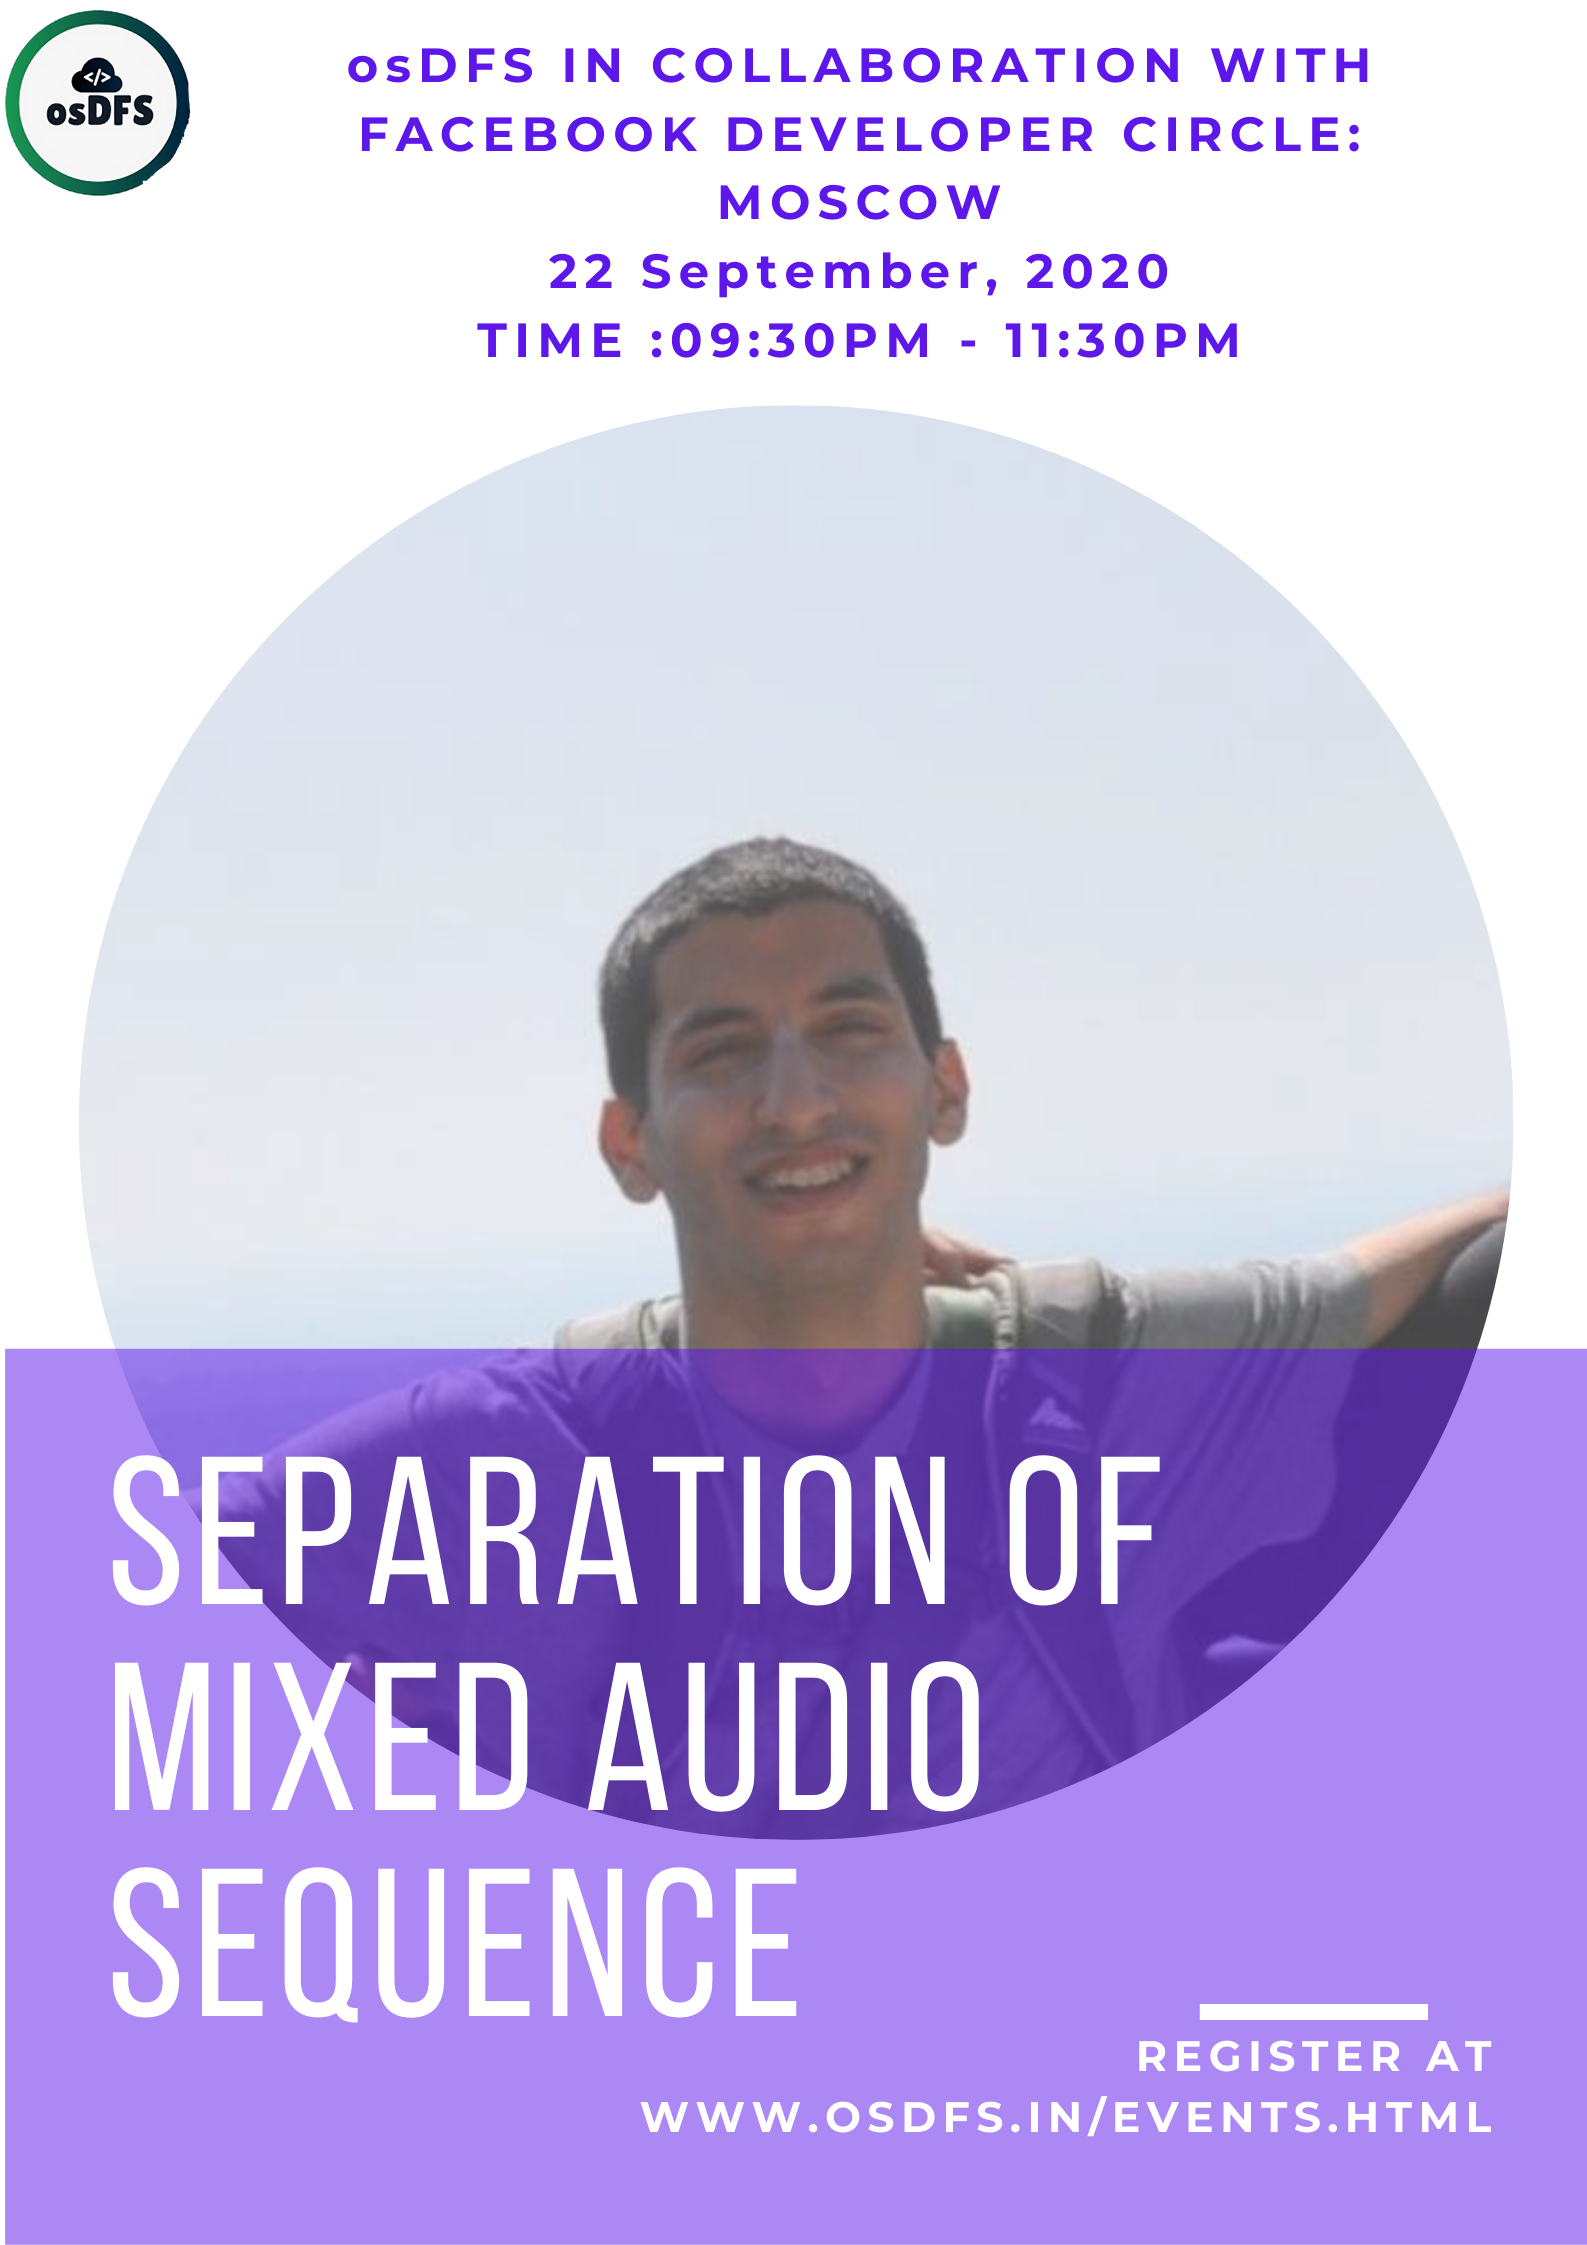 </>
osDFS
osDFS IN COLLABORATION WITH
FACEBOOK DEVELOPER CIRCLE:
MOSCOW
22 September, 2020
TIME :09:30PM - 11:30PM
SEPARATION OF
MIXED AUDIO
SEQUENCE
REGISTER AT
WWW.OSDFS.IN/EVENTS.HTML